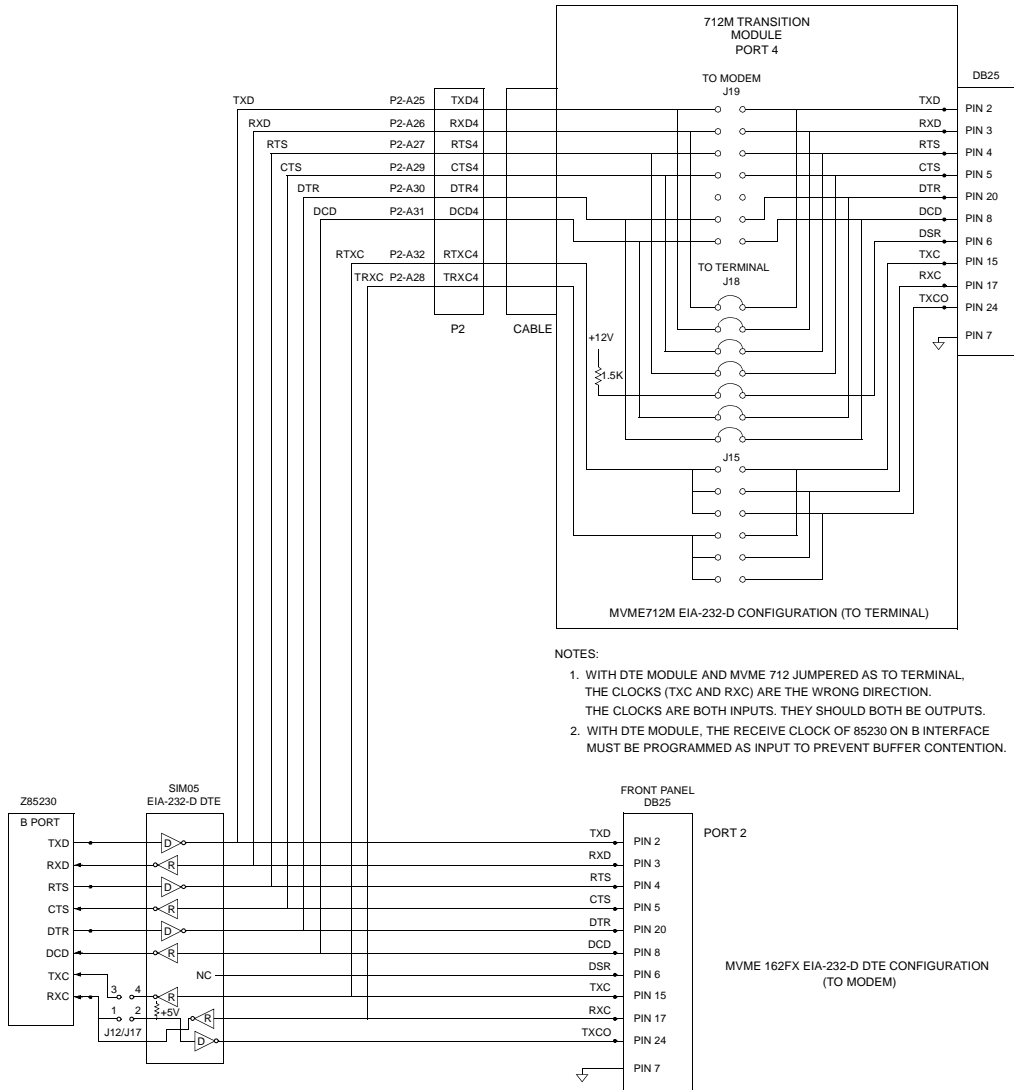 712M TRANSITION
MODULE
PORT 4
TO MODEM
J19
DB25
TXD P2-A25 TXD4 TXD PIN 2
RXD P2-A26 RXD4 RXD PIN 3
RTS P2-A27 RTS4 RTS PIN 4
CTS P2-A29 CTS4 CTS PIN 5
DTR P2-A30 DTR4 DTR PIN 20
DCD P2-A31 DCD4 DCD PIN 8
DSR PIN 6
RTXC P2-A32 RTXC4 TXC PIN 15
TRXC P2-A28 TRXC4 RXC PIN 17
TXCO PIN 24
PIN 7
TO TERMINAL
J18
P2 CABLE
+12V
1.5K
J15
MVME712M EIA-232-D CONFIGURATION (TO TERMINAL)
NOTES:
1. WITH DTE MODULE AND MVME 712 JUMPERED AS TO TERMINAL,
THE CLOCKS (TXC AND RXC) ARE THE WRONG DIRECTION.
THE CLOCKS ARE BOTH INPUTS. THEY SHOULD BOTH BE OUTPUTS.
2. WITH DTE MODULE, THE RECEIVE CLOCK OF 85230 ON B INTERFACE
MUST BE PROGRAMMED AS INPUT TO PREVENT BUFFER CONTENTION.
Z85230
B PORT
SIM05
EIA-232-D DTE
FRONT PANEL
DB25
PORT 2
TXD D TXD PIN 2
RXD R RXD PIN 3
RTS D RTS PIN 4
CTS R CTS PIN 5
DTR D DTR PIN 20
DCD R DCD PIN 8
NC DSR PIN 6
TXC 3 4 R TXC PIN 15
RXC 1 2 +5V R RXC PIN 17
J12/J17 D TXCO PIN 24
PIN 7
MVME 162FX EIA-232-D DTE CONFIGURATION
(TO MODEM)